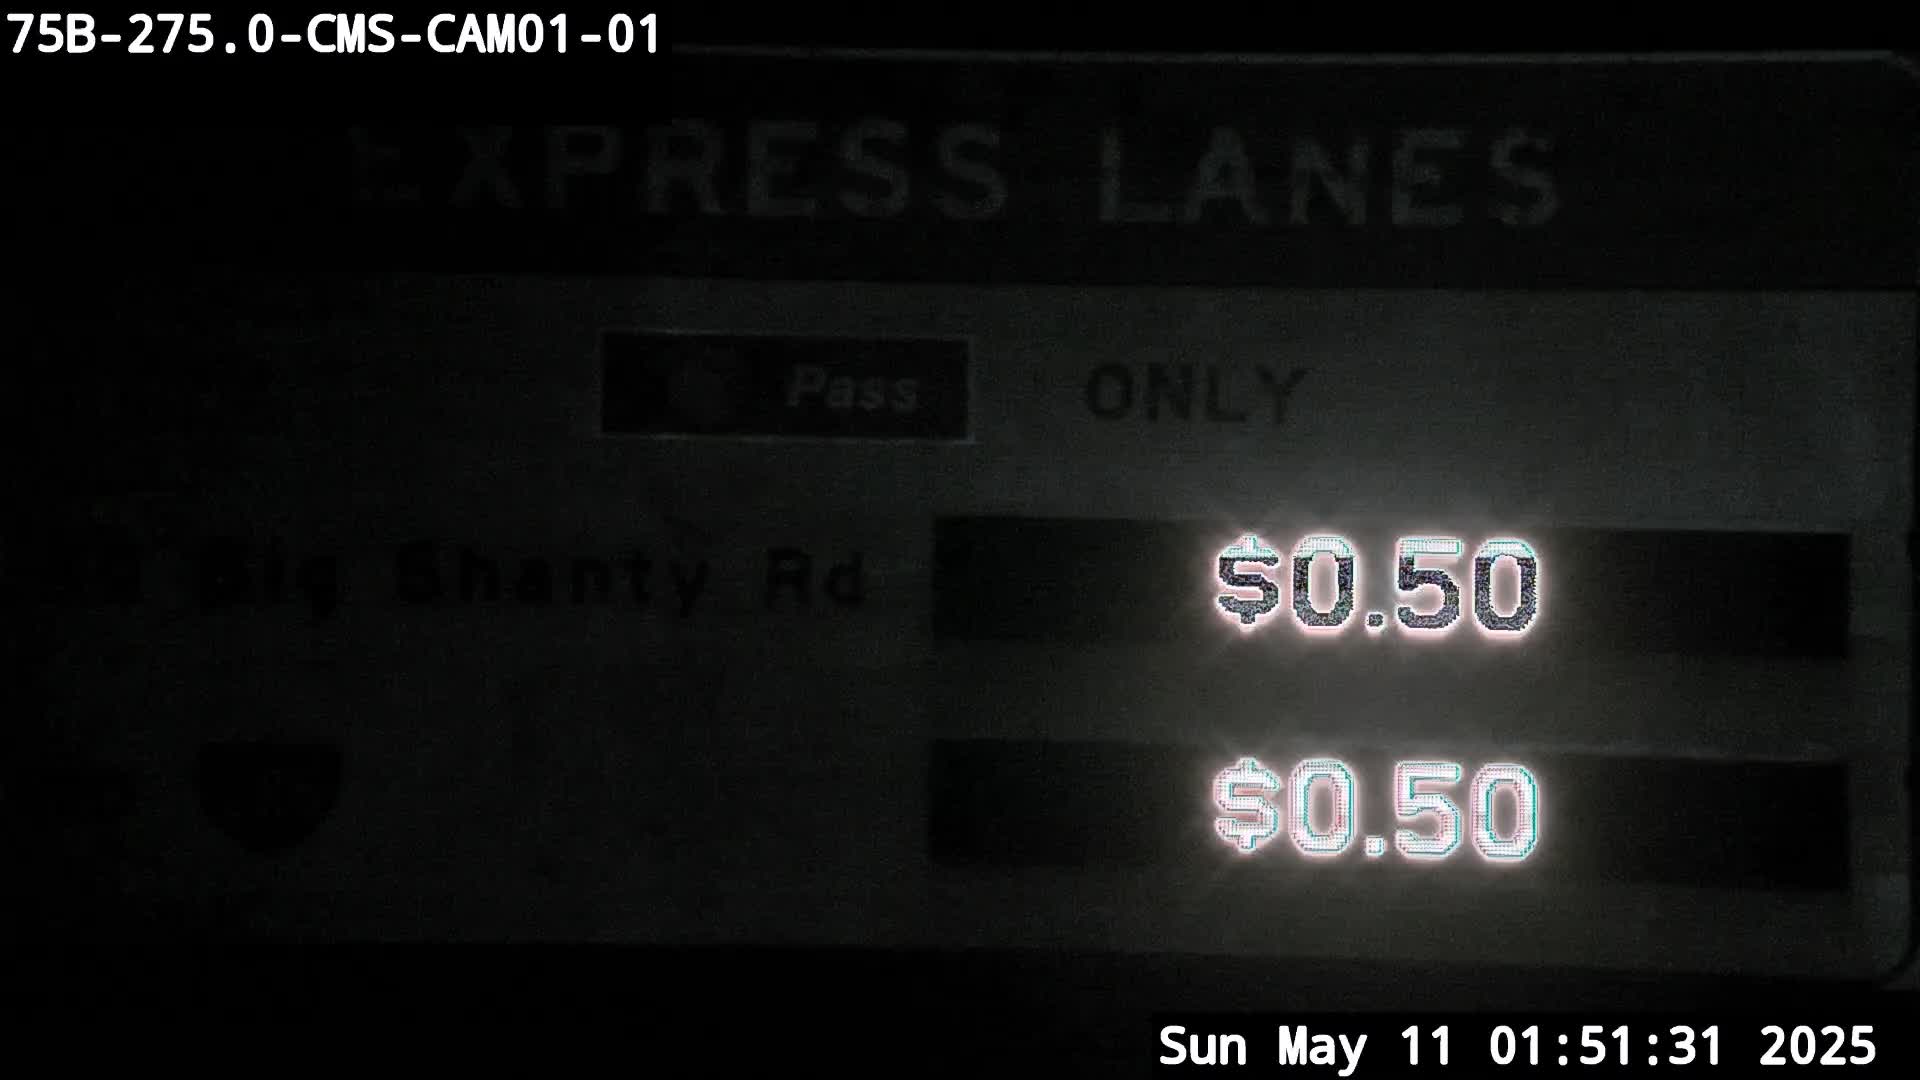 75B-275.0-CMS-CAM01-01
EXPRESS LANES
Pass ONLY
Big Shanty Rd $0.50
$0.50
Sun May 11 01:51:31 2025